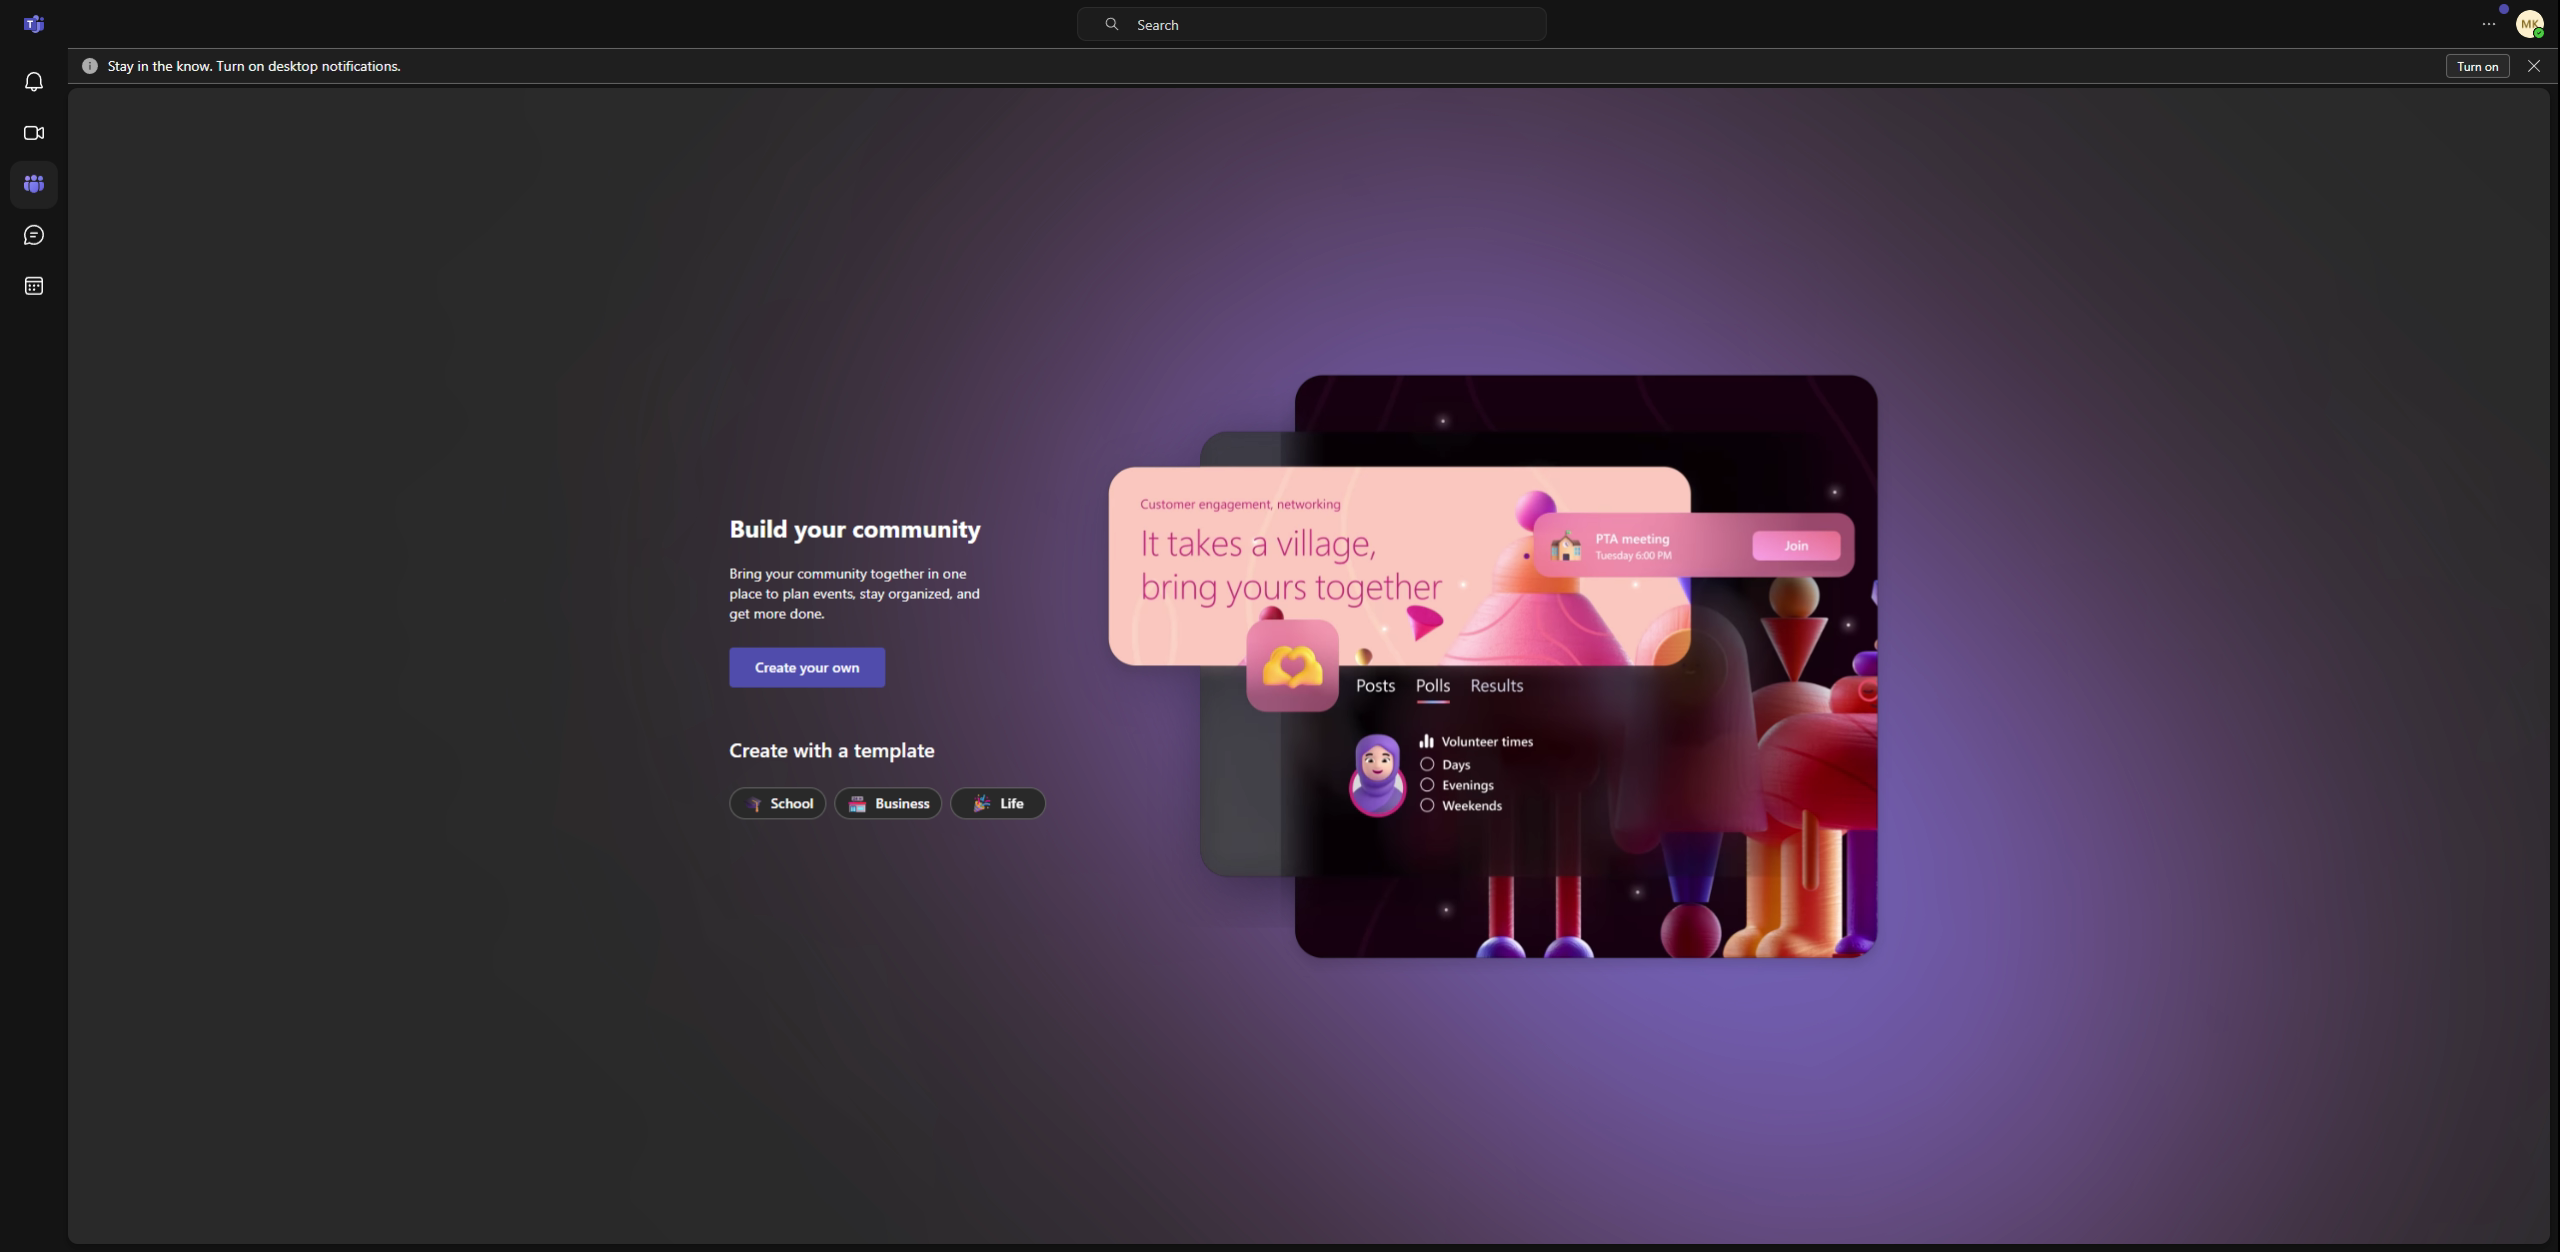 Search
MK
Stay in the know. Turn on desktop notifications.
Turn on
Build your community
Bring your community together in one
place to plan events, stay organized, and
get more done.
Create your own
Create with a template
School
Business
Life
Customer engagement, networking
It takes a village,
bring yours together
PTA meeting
Tuesday 6:00 PM
Join
Posts
Polls
Results
Volunteer times
Days
Evenings
Weekends